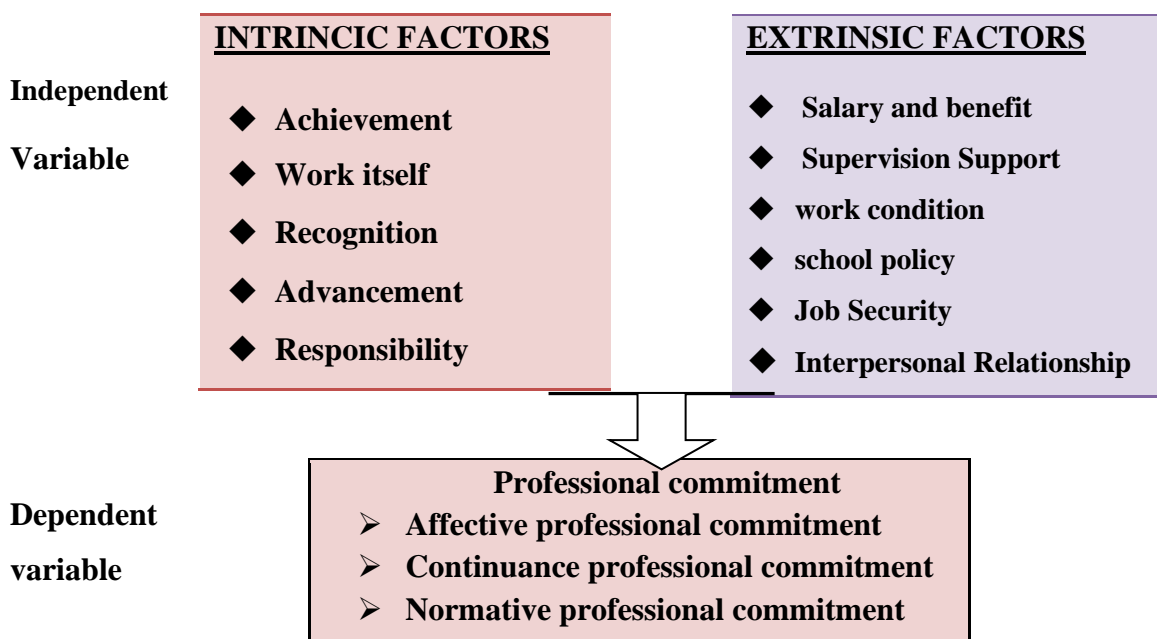 INTRINCIC FACTORS
◆ Achievement
◆ Work itself
◆ Recognition
◆ Advancement
◆ Responsibility
EXTRINSIC FACTORS
◆ Salary and benefit
◆ Supervision Support
◆ work condition
◆ school policy
◆ Job Security
◆ Interpersonal Relationship
Independent
Variable
Professional commitment
➢ Affective professional commitment
➢ Continuance professional commitment
➢ Normative professional commitment
Dependent
variable